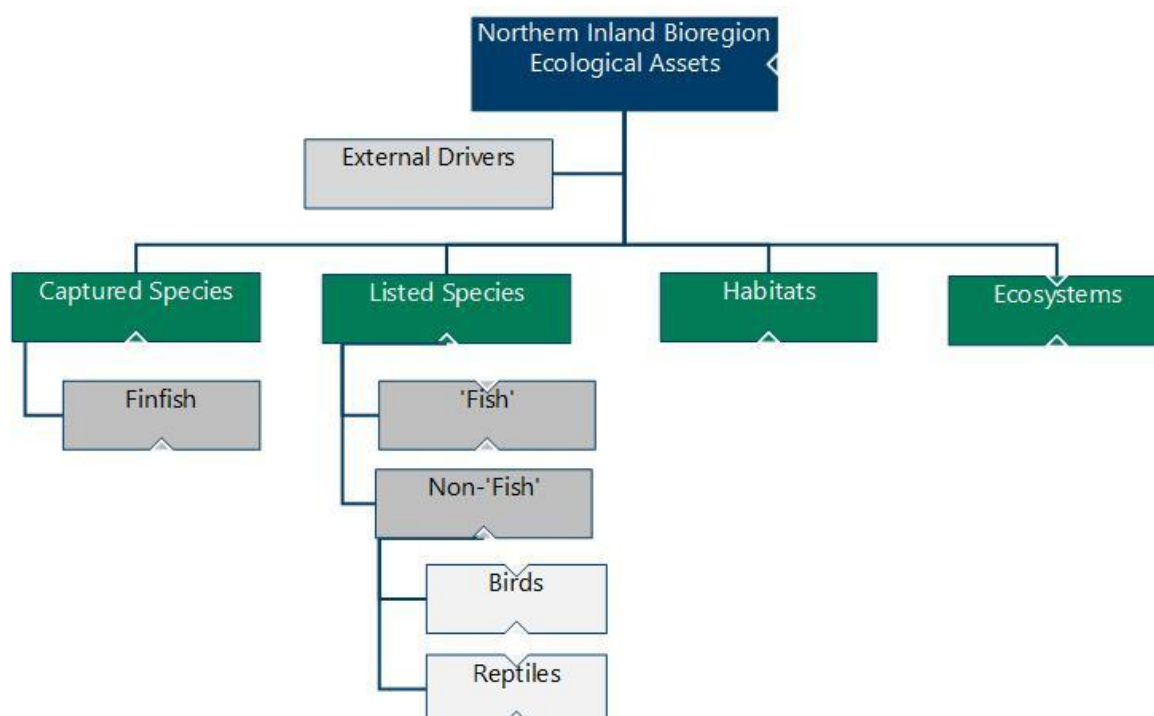 Northern Inland Bioregion
Ecological Assets
External Drivers
Captured Species
Listed Species
Habitats
Ecosystems
Finfish
'Fish'
Non-'Fish'
Birds
Reptiles